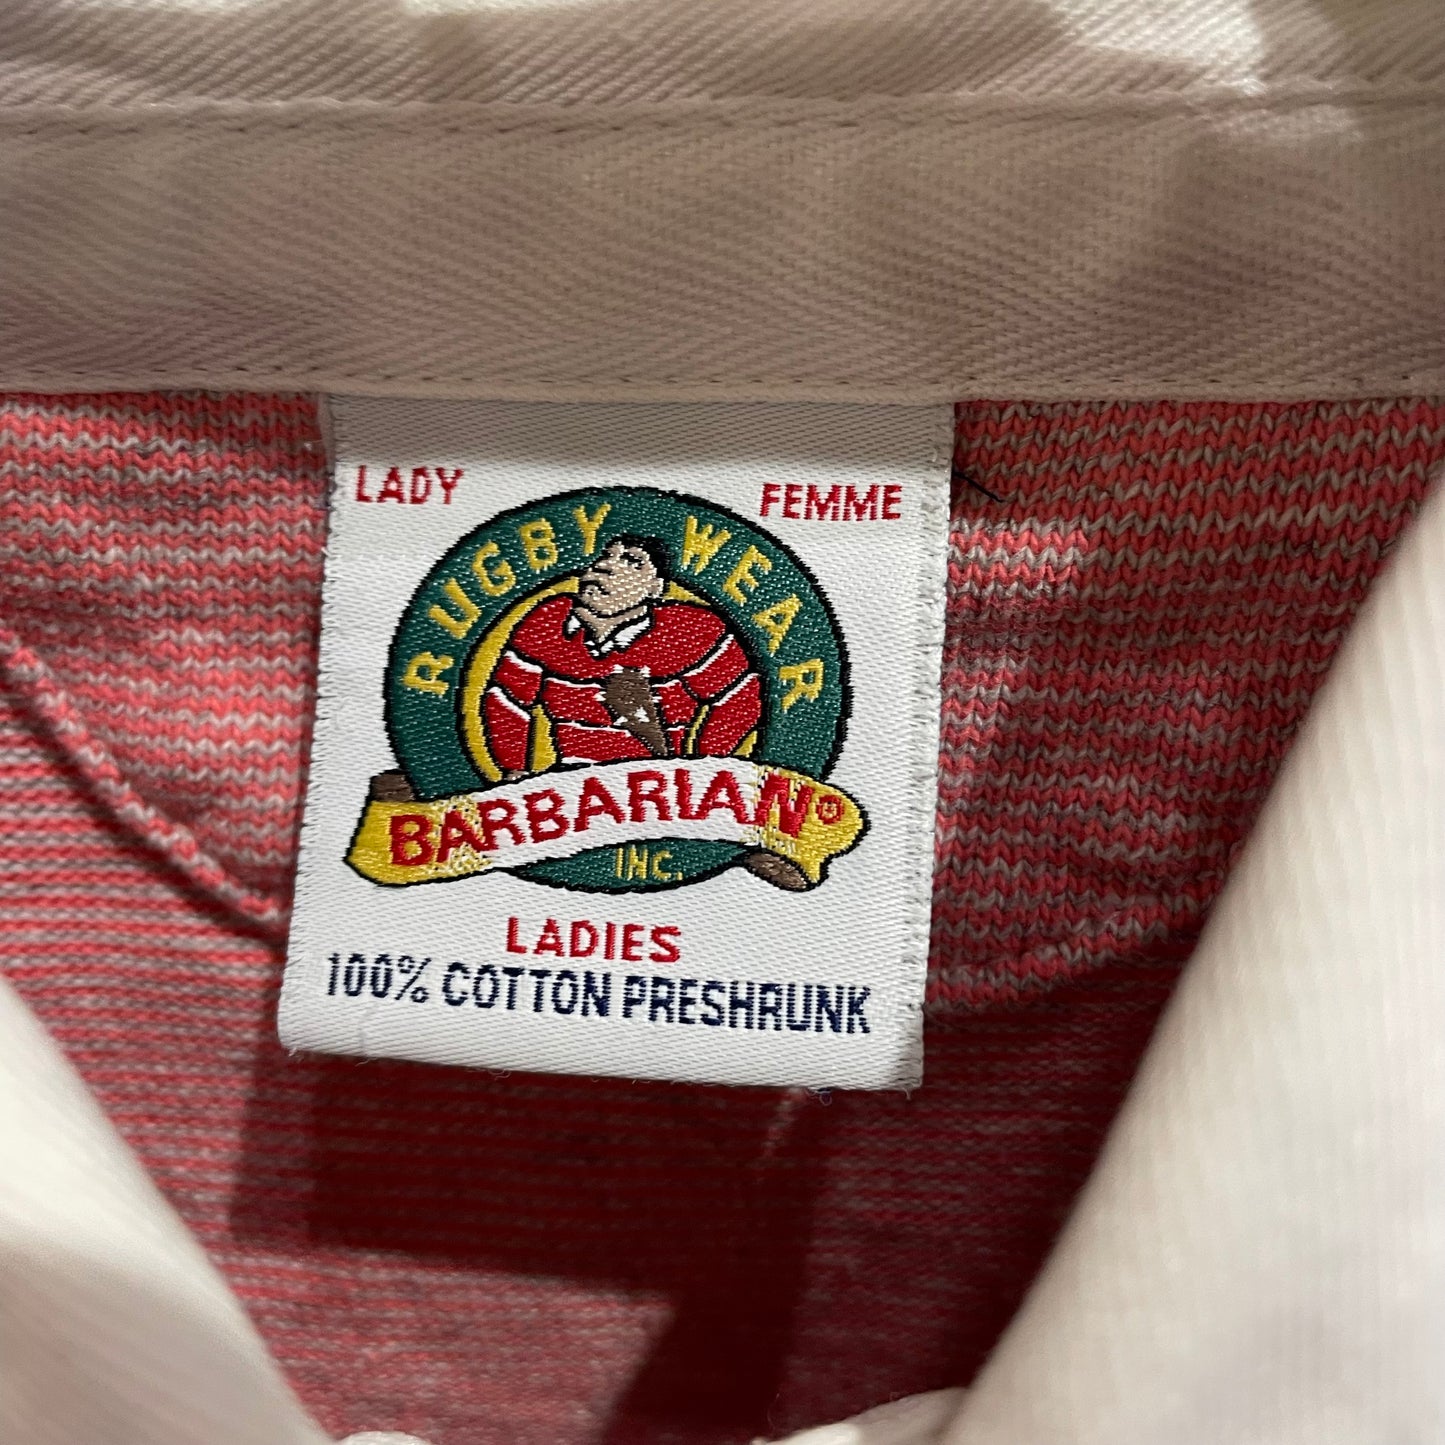 LADY FEMME
RUGBY WEAR
BARBARIAN®
INC.
LADIES
100% COTTON PRESHRUNK